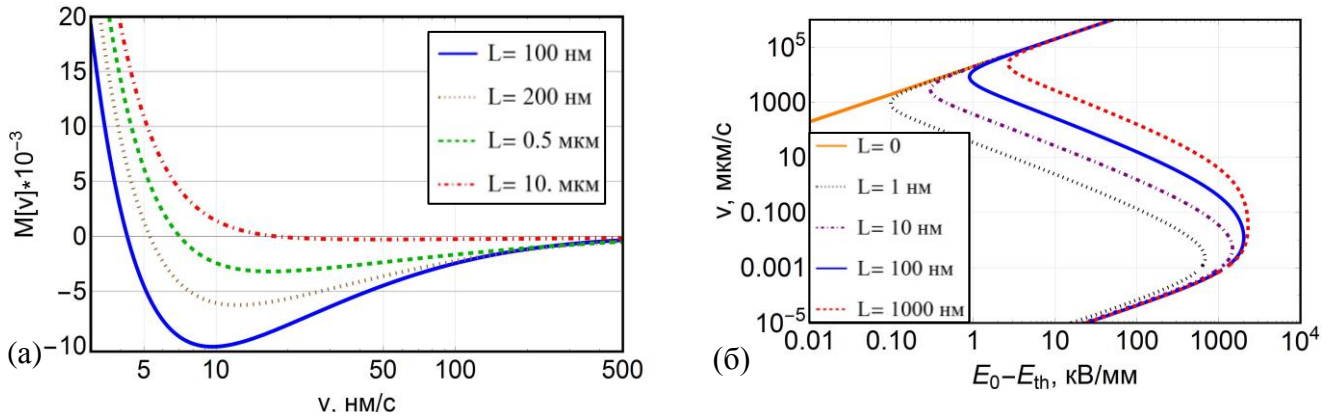 20
15
10
5
0
−5
−10
M[v]*10⁻³
5
10
50
100
500
v, нм/с
L= 100 нм
L= 200 нм
L= 0.5 мкм
L= 10. мкм
(а)
10⁵
1000
10
0.100
0.001
10⁻⁵
v, мкм/с
0.01
0.10
1
10
100
1000
10⁴
E₀−Eₜₕ, кВ/мм
L= 0
L= 1 нм
L= 10 нм
L= 100 нм
L= 1000 нм
(б)